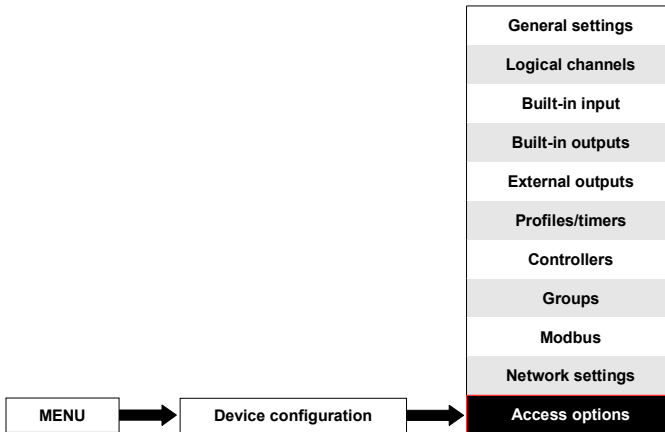 General settings
Logical channels
Built-in input
Built-in outputs
External outputs
Profiles/timers
Controllers
Groups
Modbus
Network settings
MENU Device configuration Access options